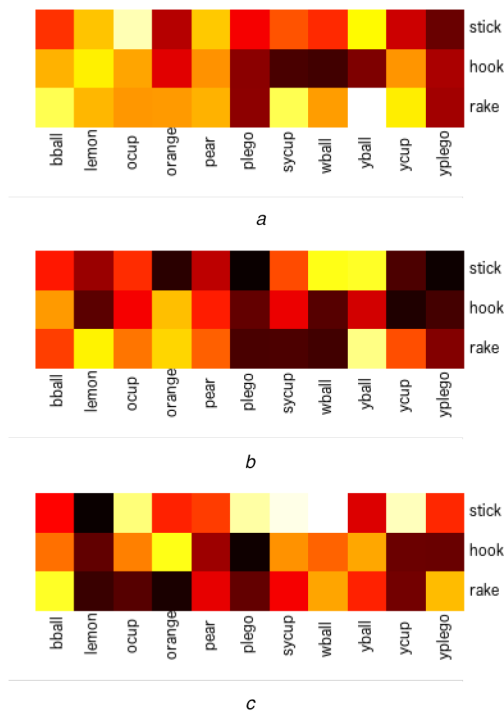 stick
hook
rake
bball lemon ocup orange pear plego sycup wball yball ycup yplego
a
stick
hook
rake
bball lemon ocup orange pear plego sycup wball yball ycup yplego
b
stick
hook
rake
bball lemon ocup orange pear plego sycup wball yball ycup yplego
c